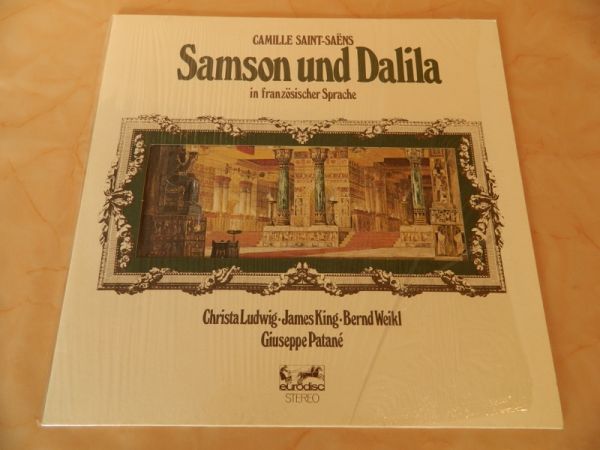 CAMILLE SAINT-SAËNS
Samson und Dalila
in französischer Sprache
Christa Ludwig · James King · Bernd Weikl
Giuseppe Patané
eurodisc
STEREO